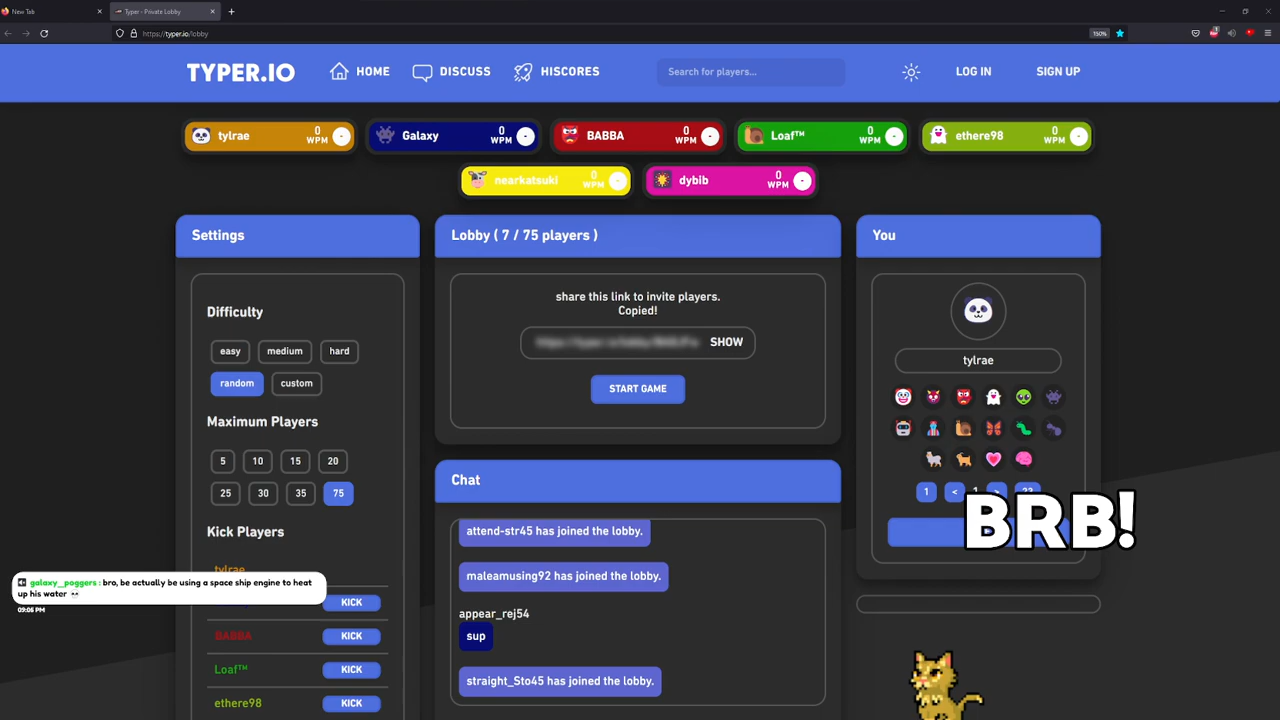 New Tab
Typer - Private Lobby
https://typer.io/lobby
150%
TYPER.IO
HOME
DISCUSS
HISCORES
Search for players...
LOG IN
SIGN UP
tylrae
0
WPM
-
Galaxy
0
WPM
-
BABBA
0
WPM
-
Loaf™
0
WPM
-
ethere98
0
WPM
-
nearkatsuki
0
WPM
-
dybib
0
WPM
-
Settings
Difficulty
easy medium hard
random custom
Maximum Players
5 10 15 20
25 30 35 75
Kick Players
tylrae
KICK
BABBA KICK
Loaf™ KICK
ethere98 KICK
Lobby ( 7 / 75 players )
share this link to invite players.
Copied!
SHOW
START GAME
Chat
attend-str45 has joined the lobby.
maleamusing92 has joined the lobby.
appear_rej54
sup
straight_Sto45 has joined the lobby.
You
tylrae
1 < 1 > 23
BRB!
galaxy_poggers : bro, be actually be using a space ship engine to heat
up his water 💀
09:05 PM